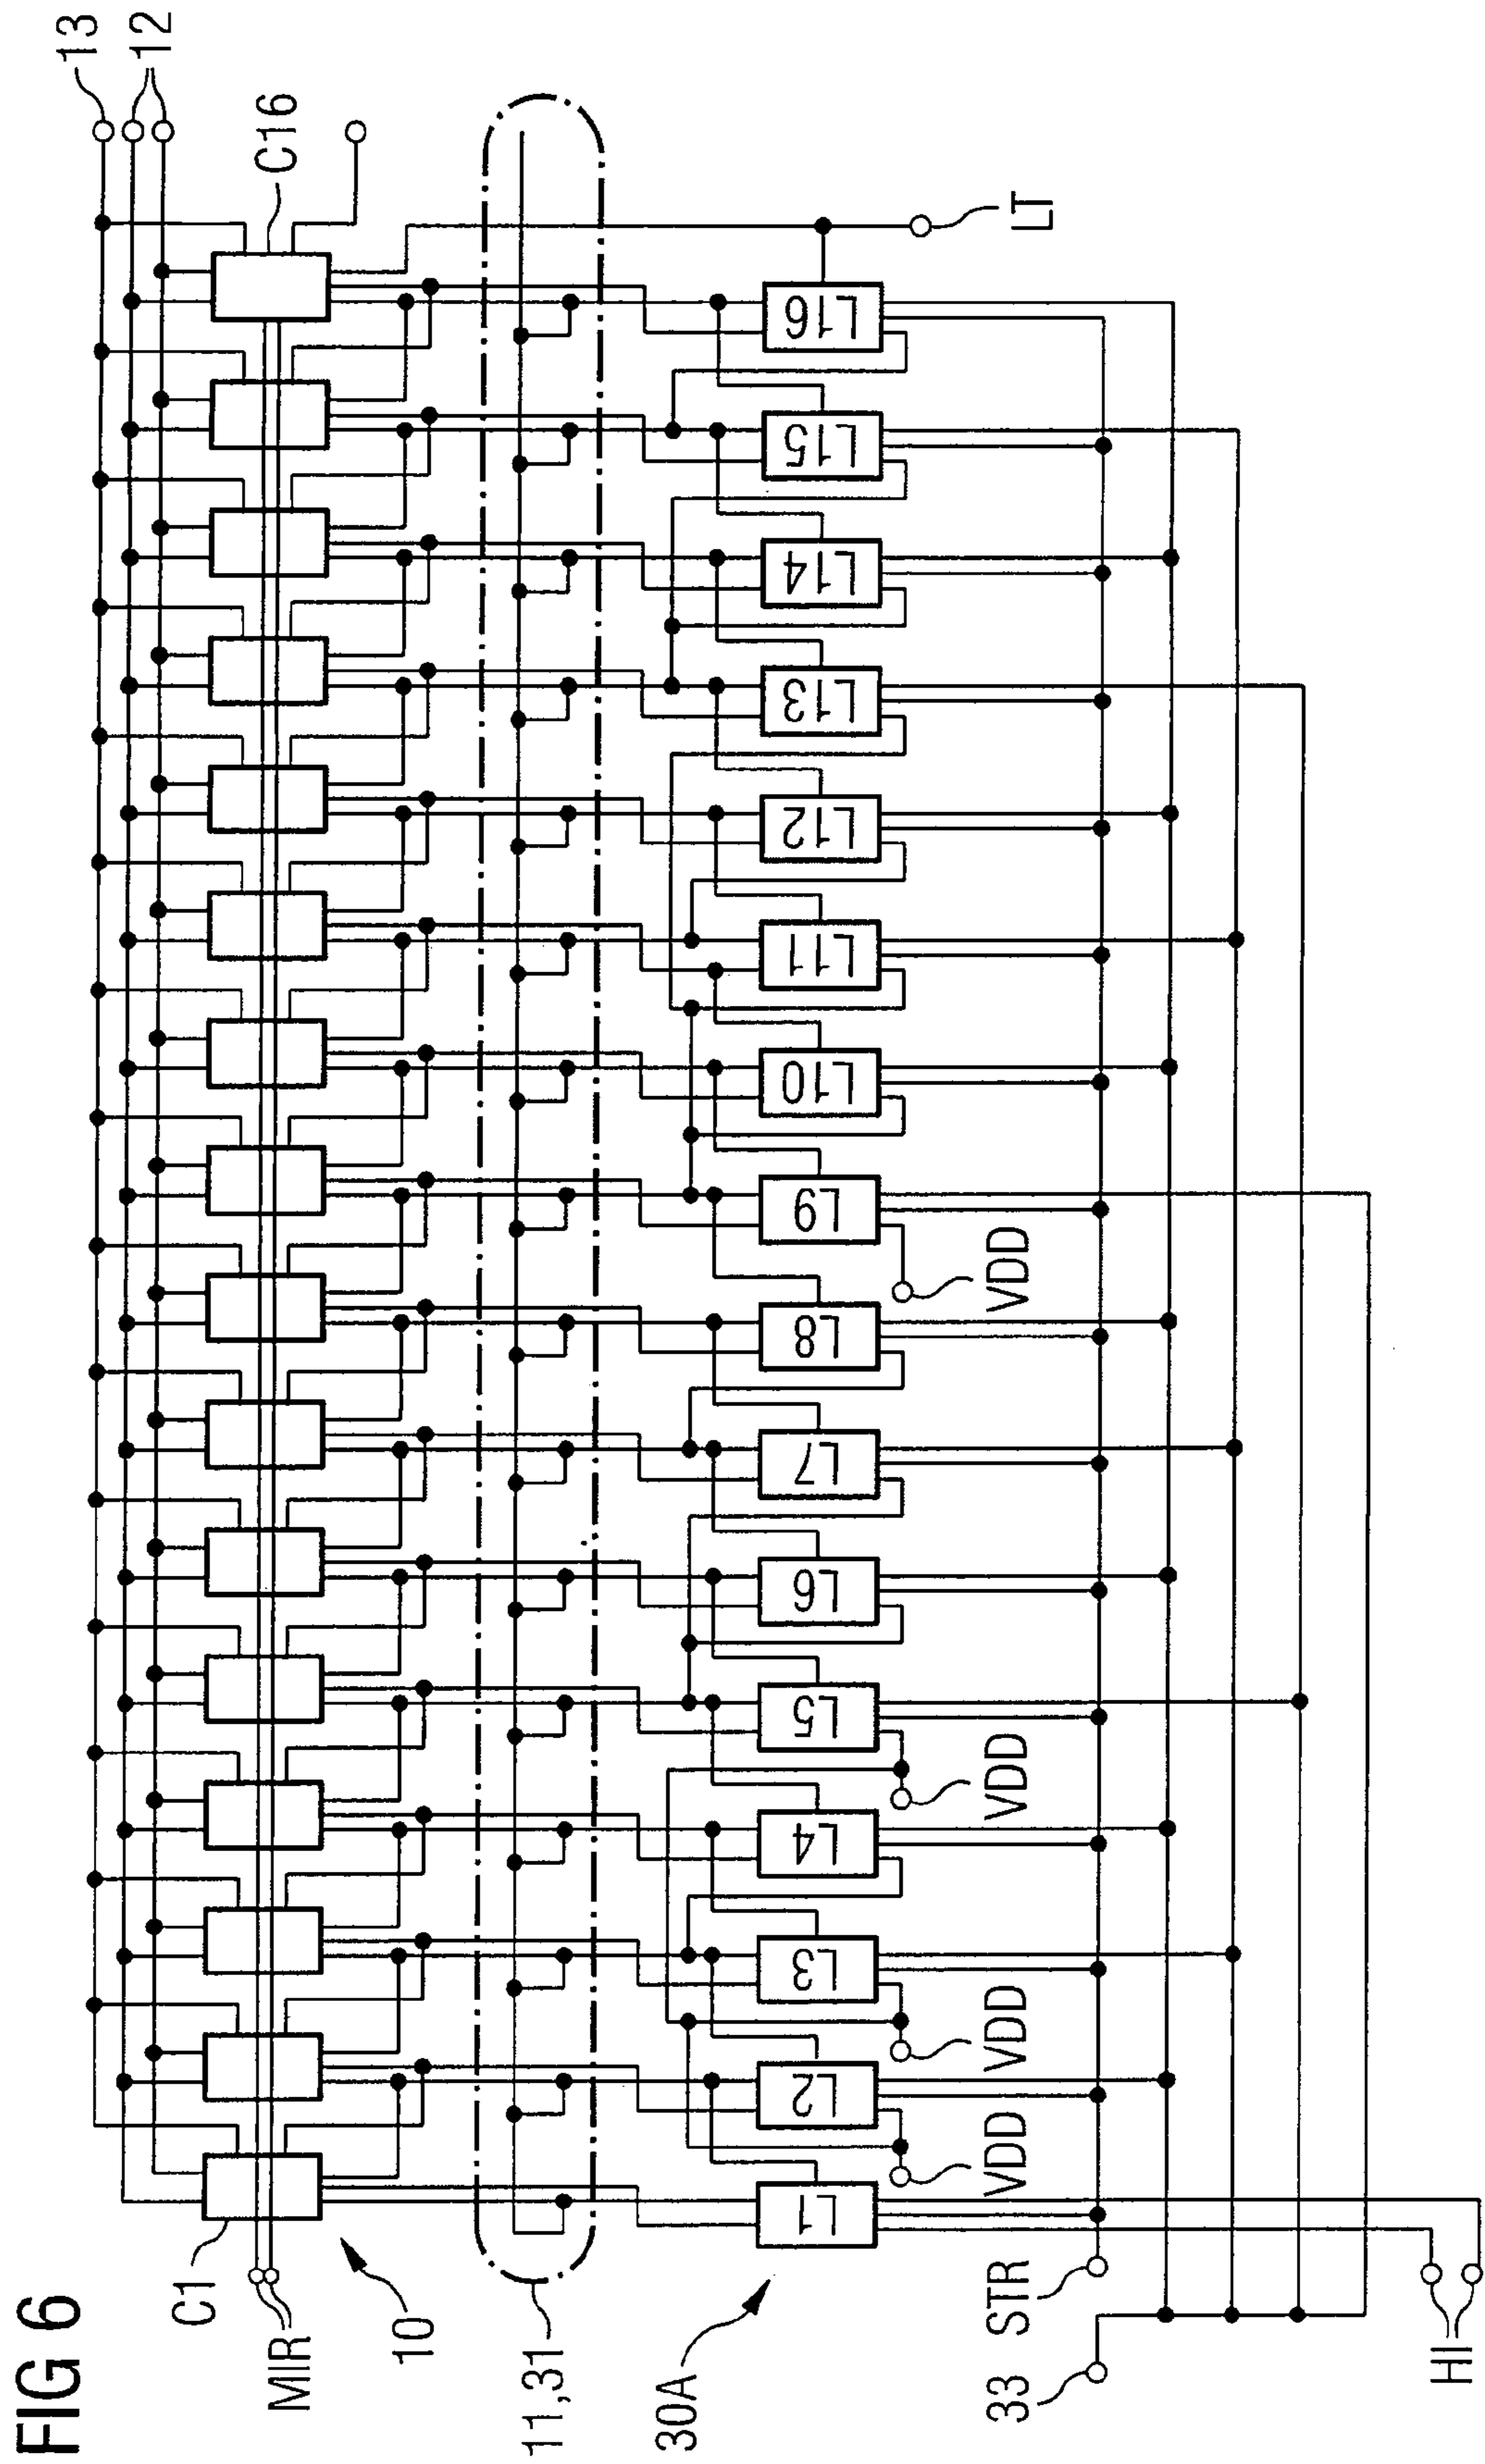 FIG 6
13
12
C16
C1
MIR
10
11,31
LT
30A
L1
L2
L3
L4
L5
L6
L7
L8
L9
L10
L11
L12
L13
L14
L15
L16
VDD
VDD
VDD
VDD
STR
33
HI